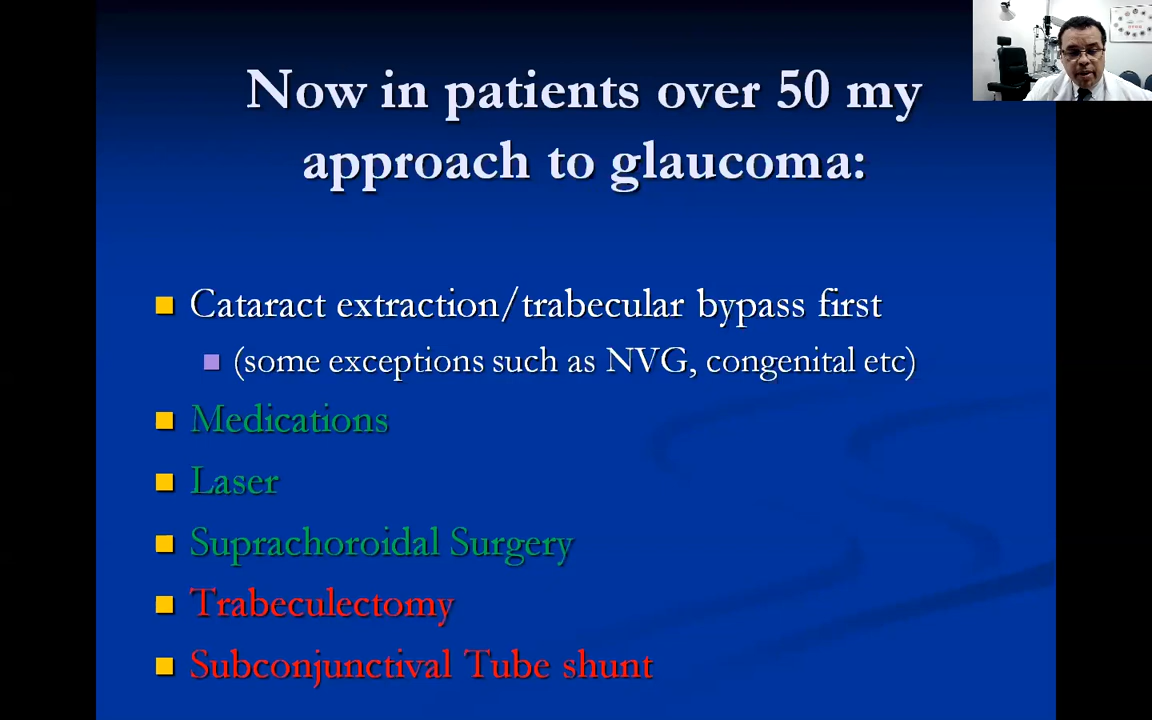 Now in patients over 50 my
approach to glaucoma:
Cataract extraction/trabecular bypass first
(some exceptions such as NVG, congenital etc)
Medications
Laser
Suprachoroidal Surgery
Trabeculectomy
Subconjunctival Tube shunt